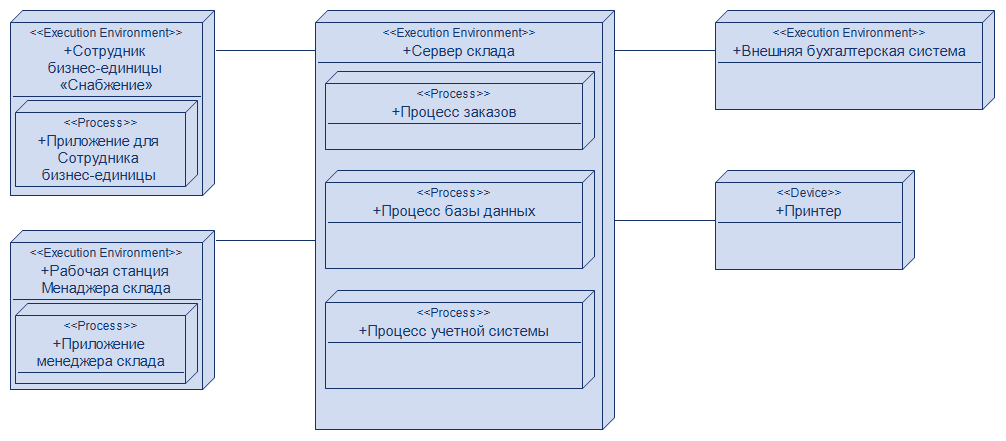 <<Execution Environment>>
+Сотрудник
бизнес-единицы
«Снабжение»
<<Process>>
+Приложение для
Сотрудника
бизнес-единицы
<<Execution Environment>>
+Рабочая станция
Менаджера склада
<<Process>>
+Приложение
менеджера склада
<<Execution Environment>>
+Сервер склада
<<Process>>
+Процесс заказов
<<Process>>
+Процесс базы данных
<<Process>>
+Процесс учетной системы
<<Execution Environment>>
+Внешняя бухгалтерская система
<<Device>>
+Принтер